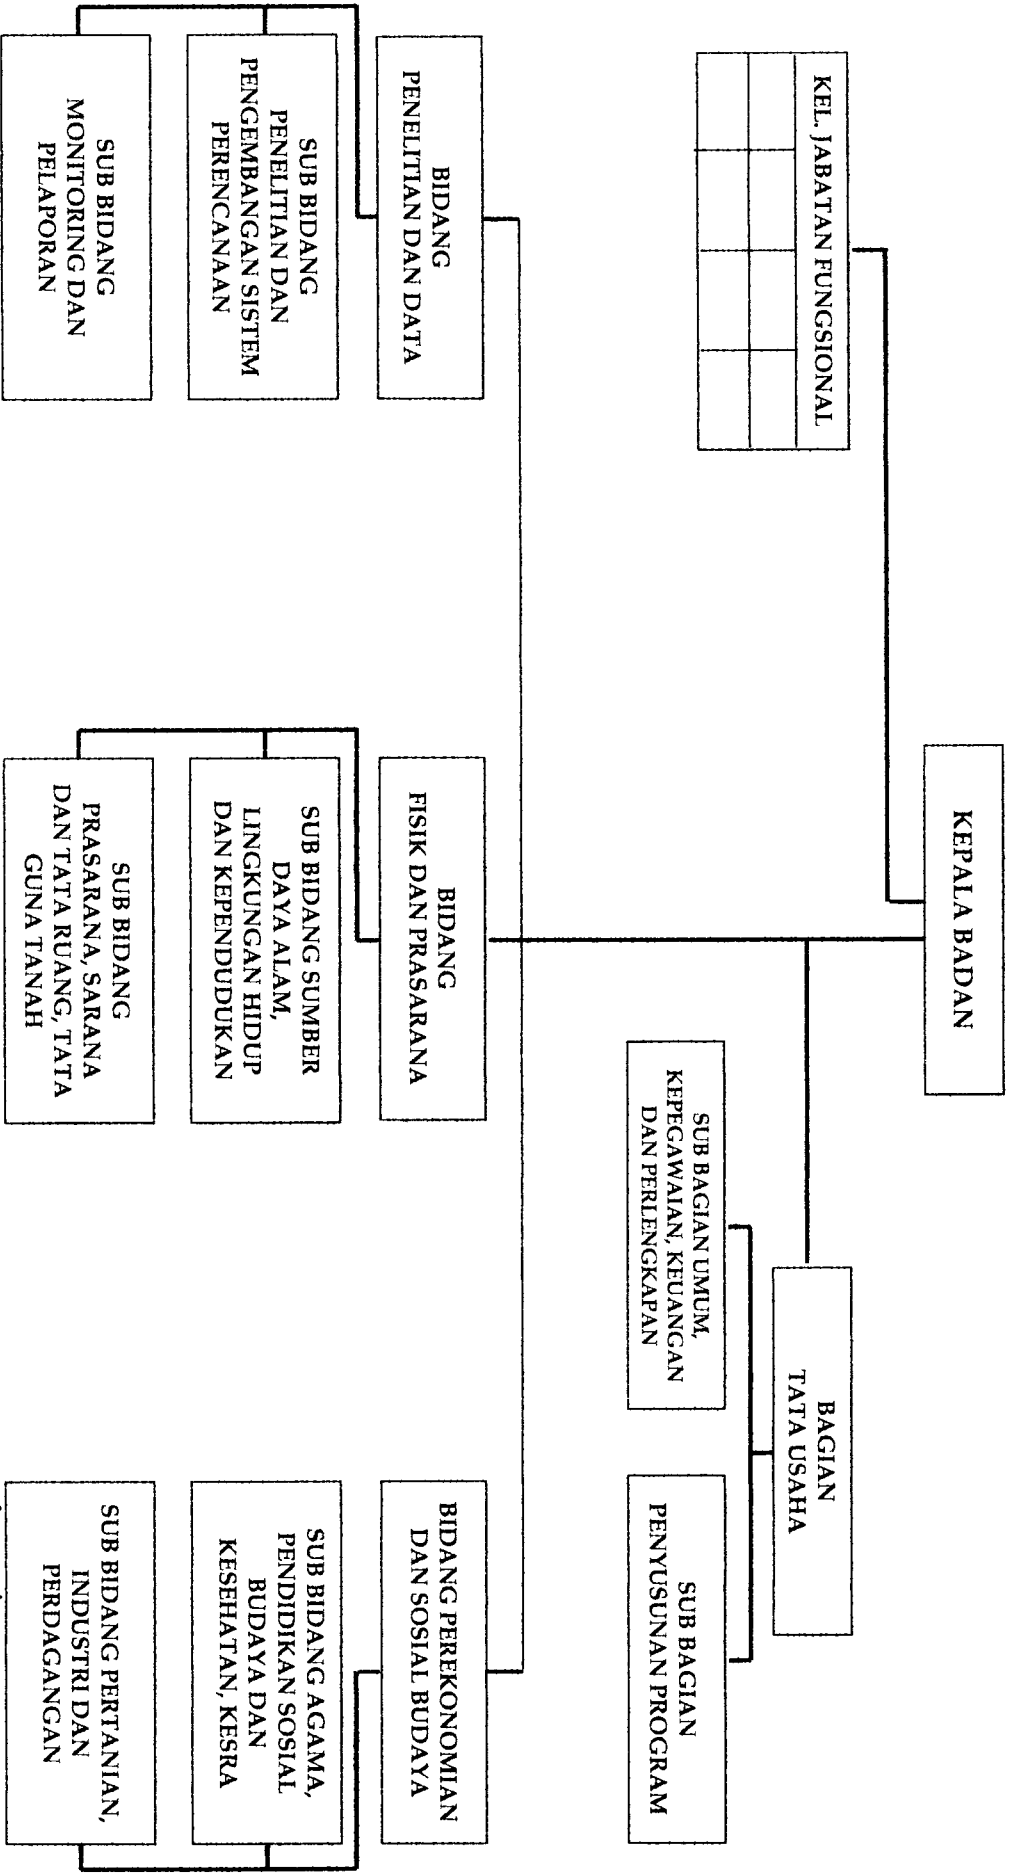 KEPALA BADAN
KEL. JABATAN FUNGSIONAL
BAGIAN
TATA USAHA
SUB BAGIAN UMUM,
KEPEGAWAIAN, KEUANGAN
DAN PERLENGKAPAN
SUB BAGIAN
PENYUSUNAN PROGRAM
BIDANG
PENELITIAN DAN DATA
SUB BIDANG
PENELITIAN DAN
PENGEMBANGAN SISTEM
PERENCANAAN
SUB BIDANG
MONITORING DAN
PELAPORAN
BIDANG
FISIK DAN PRASARANA
SUB BIDANG SUMBER
DAYA ALAM,
LINGKUNGAN HIDUP
DAN KEPENDUDUKAN
SUB BIDANG
PRASARANA, SARANA
DAN TATA RUANG, TATA
GUNA TANAH
BIDANG PEREKONOMIAN
DAN SOSIAL BUDAYA
SUB BIDANG AGAMA,
PENDIDIKAN SOSIAL
BUDAYA DAN
KESEHATAN, KESRA
SUB BIDANG PERTANIAN,
INDUSTRI DAN
PERDAGANGAN